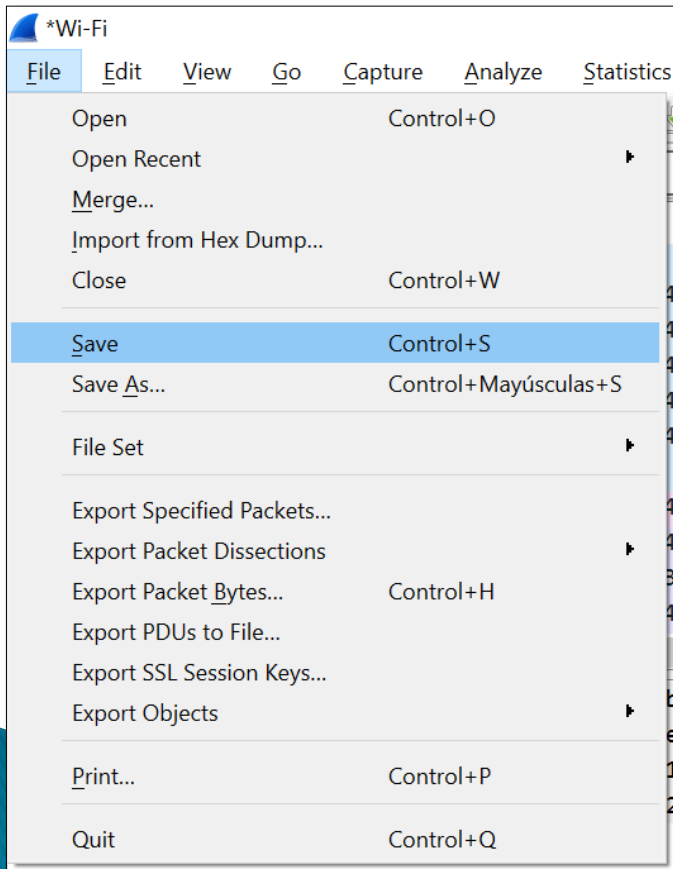 *Wi-Fi
File Edit View Go Capture Analyze Statistics
Open Control+O
Open Recent
Merge...
Import from Hex Dump...
Close Control+W
Save Control+S
Save As... Control+Mayúsculas+S
File Set
Export Specified Packets...
Export Packet Dissections
Export Packet Bytes... Control+H
Export PDUs to File...
Export SSL Session Keys...
Export Objects
Print... Control+P
Quit Control+Q